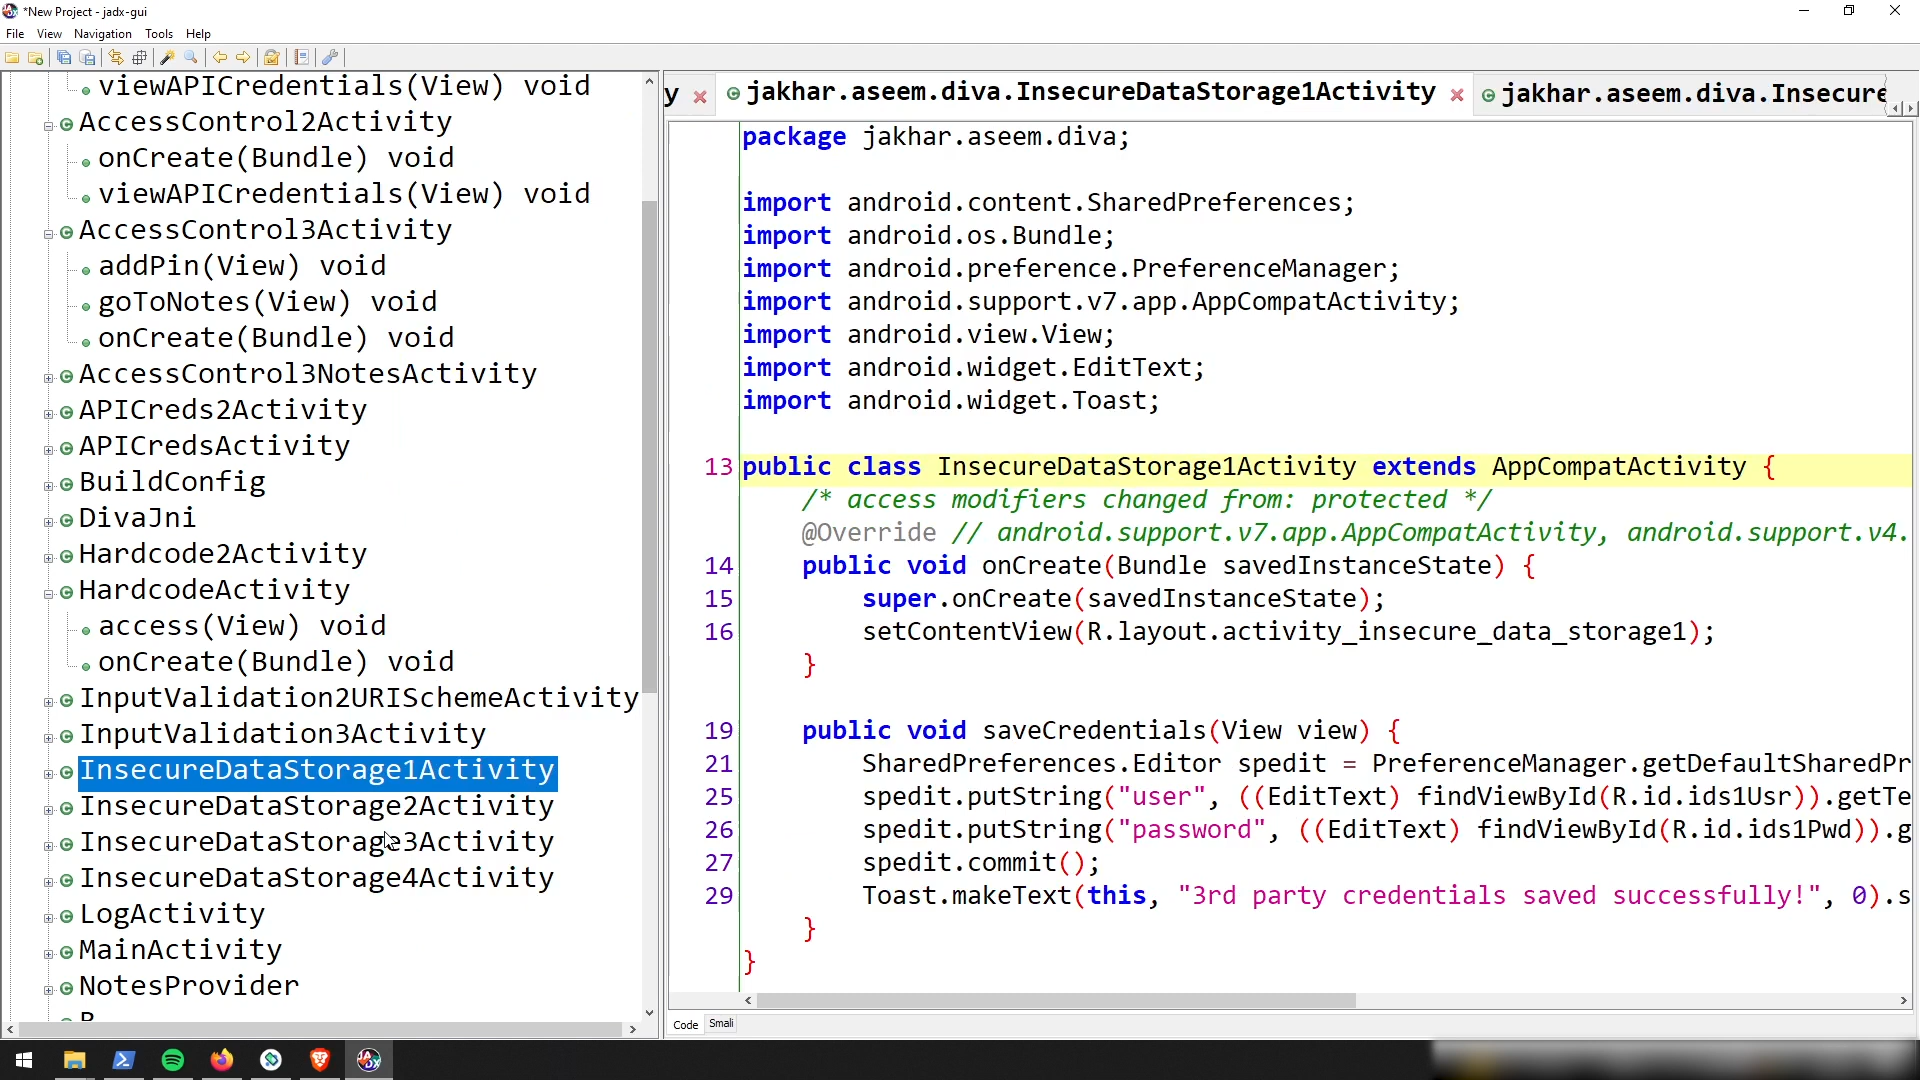 *New Project - jadx-gui
File View Navigation Tools Help
viewAPICredentials(View) void
AccessControl2Activity
onCreate(Bundle) void
viewAPICredentials(View) void
AccessControl3Activity
addPin(View) void
goToNotes(View) void
onCreate(Bundle) void
AccessControl3NotesActivity
APICreds2Activity
APICredsActivity
BuildConfig
DivaJni
Hardcode2Activity
HardcodeActivity
access(View) void
onCreate(Bundle) void
InputValidation2URISchemeActivity
InputValidation3Activity
InsecureDataStorage1Activity
InsecureDataStorage2Activity
InsecureDataStorage3Activity
InsecureDataStorage4Activity
LogActivity
MainActivity
NotesProvider
y jakhar.aseem.diva.InsecureDataStorage1Activity jakhar.aseem.diva.Insecure
package jakhar.aseem.diva;
import android.content.SharedPreferences;
import android.os.Bundle;
import android.preference.PreferenceManager;
import android.support.v7.app.AppCompatActivity;
import android.view.View;
import android.widget.EditText;
import android.widget.Toast;
13 public class InsecureDataStorage1Activity extends AppCompatActivity {
/* access modifiers changed from: protected */
@Override // android.support.v7.app.AppCompatActivity, android.support.v4.
14 public void onCreate(Bundle savedInstanceState) {
15 super.onCreate(savedInstanceState);
16 setContentView(R.layout.activity_insecure_data_storage1);
}
19 public void saveCredentials(View view) {
21 SharedPreferences.Editor spedit = PreferenceManager.getDefaultSharedPr
25 spedit.putString("user", ((EditText) findViewById(R.id.ids1Usr)).getTe
26 spedit.putString("password", ((EditText) findViewById(R.id.ids1Pwd)).g
27 spedit.commit();
29 Toast.makeText(this, "3rd party credentials saved successfully!", 0).s
}
}
Code Smali